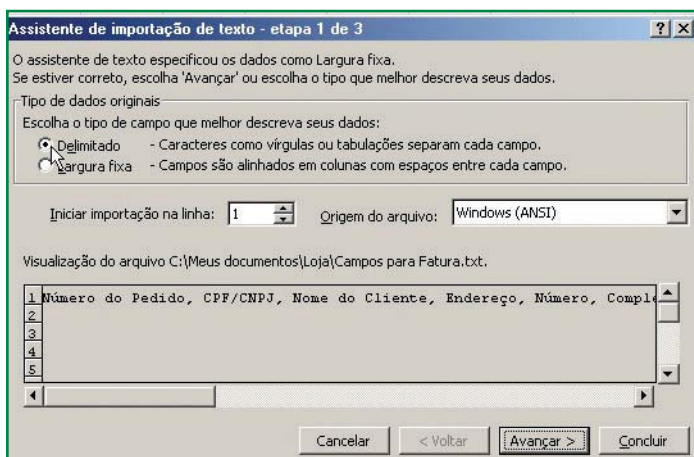 Assistente de importação de texto - etapa 1 de 3
O assistente de texto especificou os dados como Largura fixa.
Se estiver correto, escolha 'Avançar' ou escolha o tipo que melhor descreva seus dados.
Tipo de dados originais
Escolha o tipo de campo que melhor descreva seus dados:
Delimitado - Caracteres como vírgulas ou tabulações separam cada campo.
Largura fixa - Campos são alinhados em colunas com espaços entre cada campo.
Iniciar importação na linha: 1 Origem do arquivo: Windows (ANSI)
Visualização do arquivo C:\Meus documentos\Loja\Campos para Fatura.txt.
1 Número do Pedido, CPF/CNPJ, Nome do Cliente, Endereço, Número, Comple
2
3
4
5
Cancelar < Voltar Avançar > Concluir